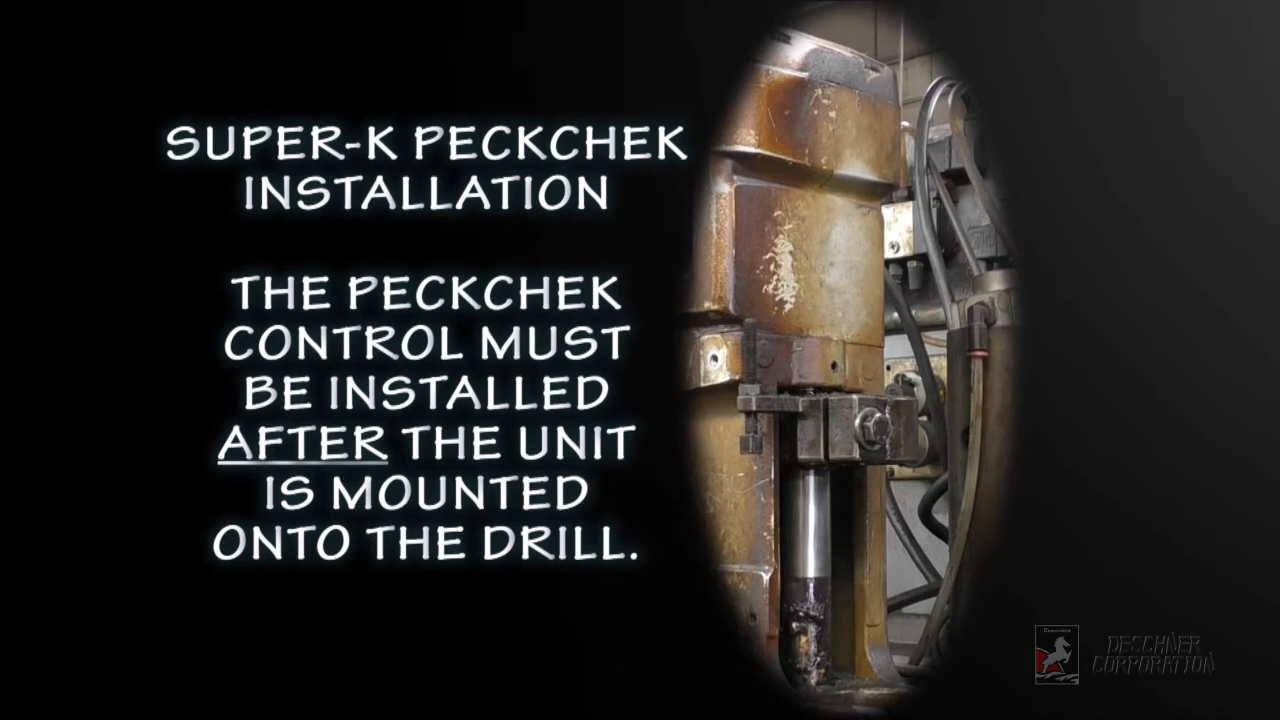 SUPER-K PECKCHEK
INSTALLATION
THE PECKCHEK
CONTROL MUST
BE INSTALLED
AFTER THE UNIT
IS MOUNTED
ONTO THE DRILL.
DESCHNER
DESCHNER
CORPORATION